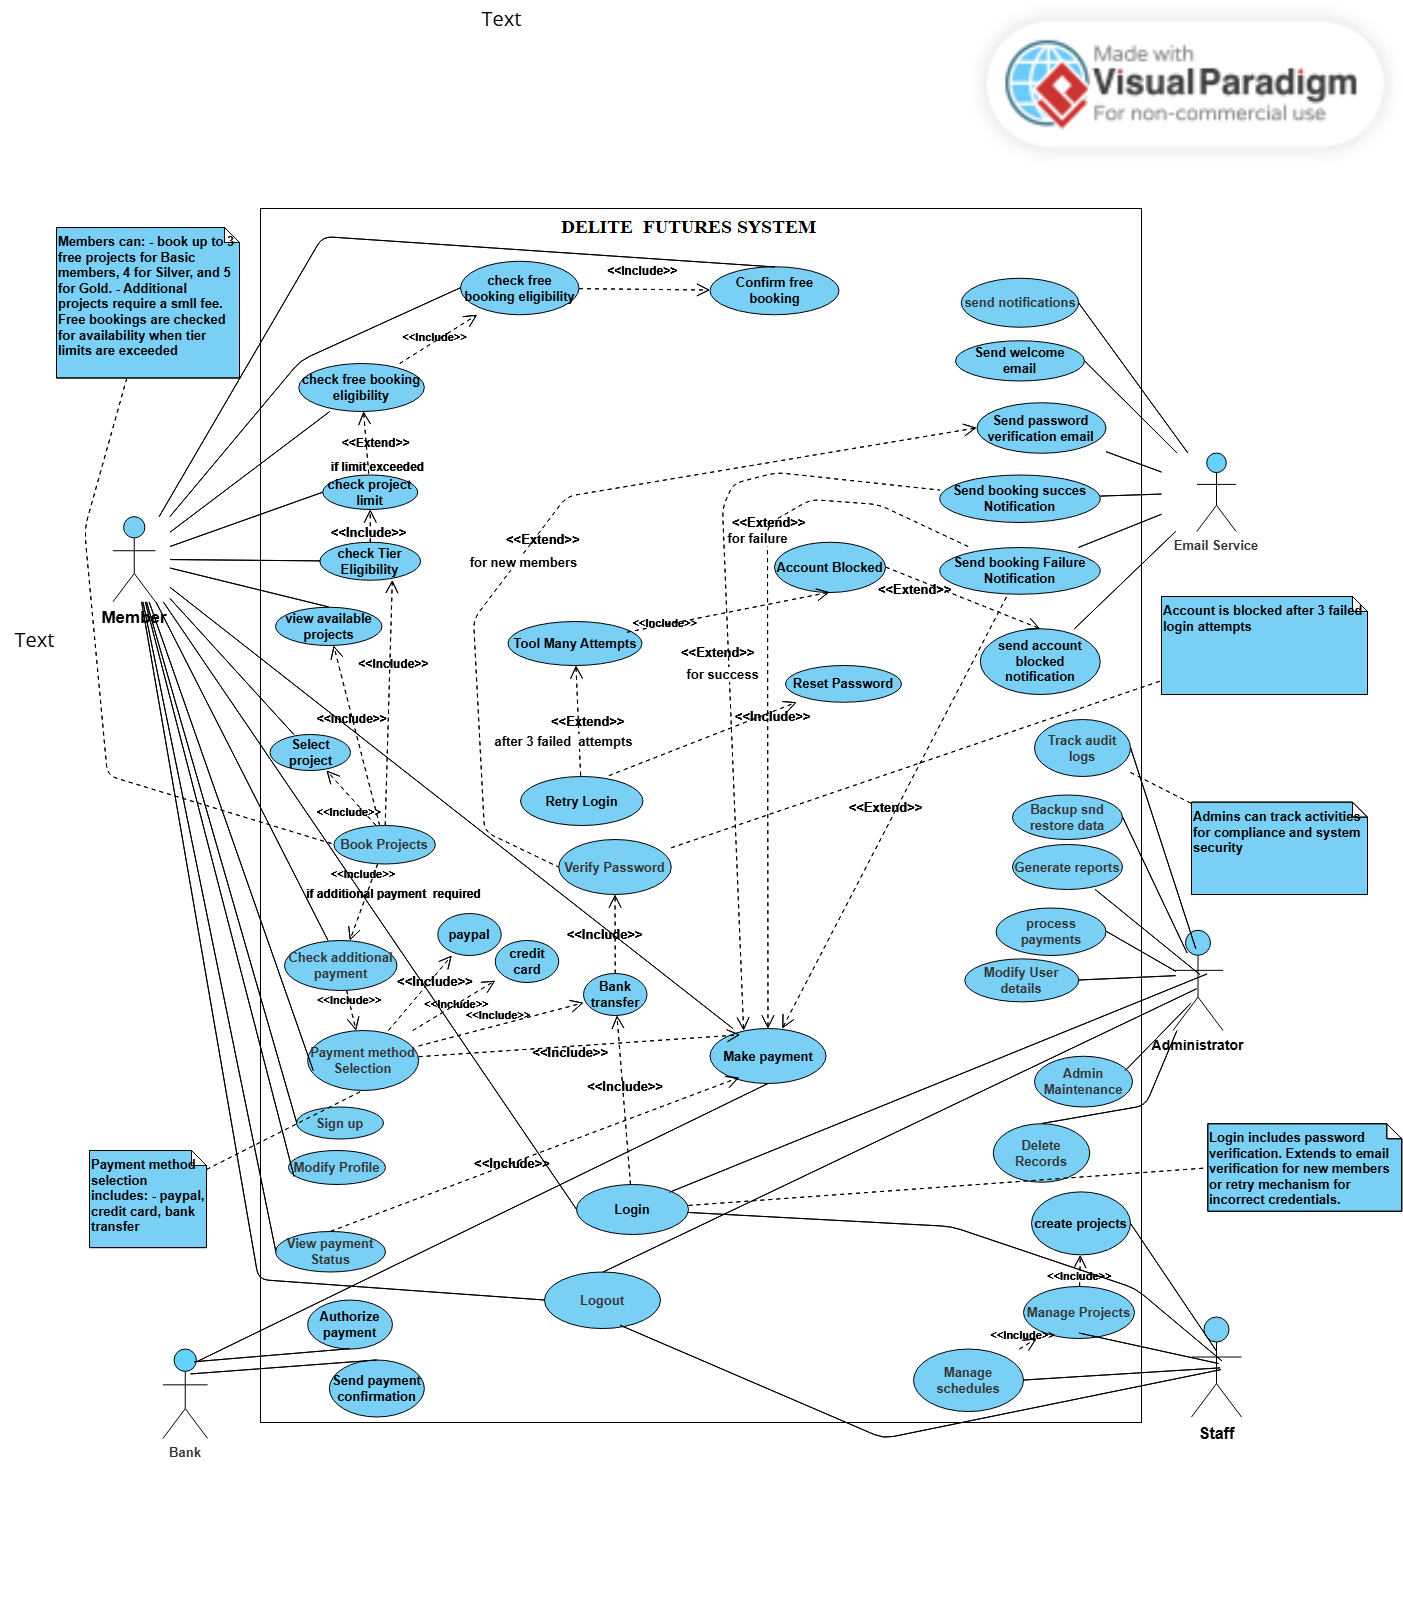 Text
Made with
Visual Paradigm
For non-commercial use
DELITE FUTURES SYSTEM
Members can: - book up to 3
free projects for Basic
members, 4 for Silver, and 5
for Gold. - Additional
projects require a smll fee.
Free bookings are checked
for availability when tier
limits are exceeded
check free
booking eligibility
<<Include>>
Confirm free
booking
send notifications
<<Include>>
Send welcome
email
check free booking
eligibility
Send password
verification email
<<Extend>>
if limit exceeded
check project
limit
Send booking succes
Notification
<<Extend>>
for failure
<<Include>>
<<Extend>>
for new members
Email Service
check Tier
Eligibility
Account Blocked
Send booking Failure
Notification
<<Extend>>
Account is blocked after 3 failed
login attempts
Member
view available
projects
<<Include>>
Tool Many Attempts
Text
<<Include>>
<<Extend>>
for success
send account
blocked
notification
Reset Password
<<Include>>
<<Extend>>
after 3 failed attempts
<<Include>>
Select
project
Track audit
logs
Retry Login
<<Include>>
<<Extend>>
Backup snd
restore data
Admins can track activities
for compliance and system
security
Book Projects
Verify Password
Generate reports
<<Include>>
if additional payment required
paypal
<<Include>>
process
payments
Check additional
payment
credit
card
<<Include>>
Modify User
details
<<Include>>
<<Include>>
<<Include>>
Bank
transfer
Payment method
Selection
<<Include>>
Make payment
Administrator
<<Include>>
Admin
Maintenance
Sign up
Modify Profile
<<Include>>
Delete
Records
Login includes password
verification. Extends to email
verification for new members
or retry mechanism for
incorrect credentials.
Payment method
selection
includes: - paypal,
credit card, bank
transfer
Login
create projects
View payment
Status
<<Include>>
Logout
Manage Projects
Authorize
payment
<<Include>>
Manage
schedules
Send payment
confirmation
Bank
Staff